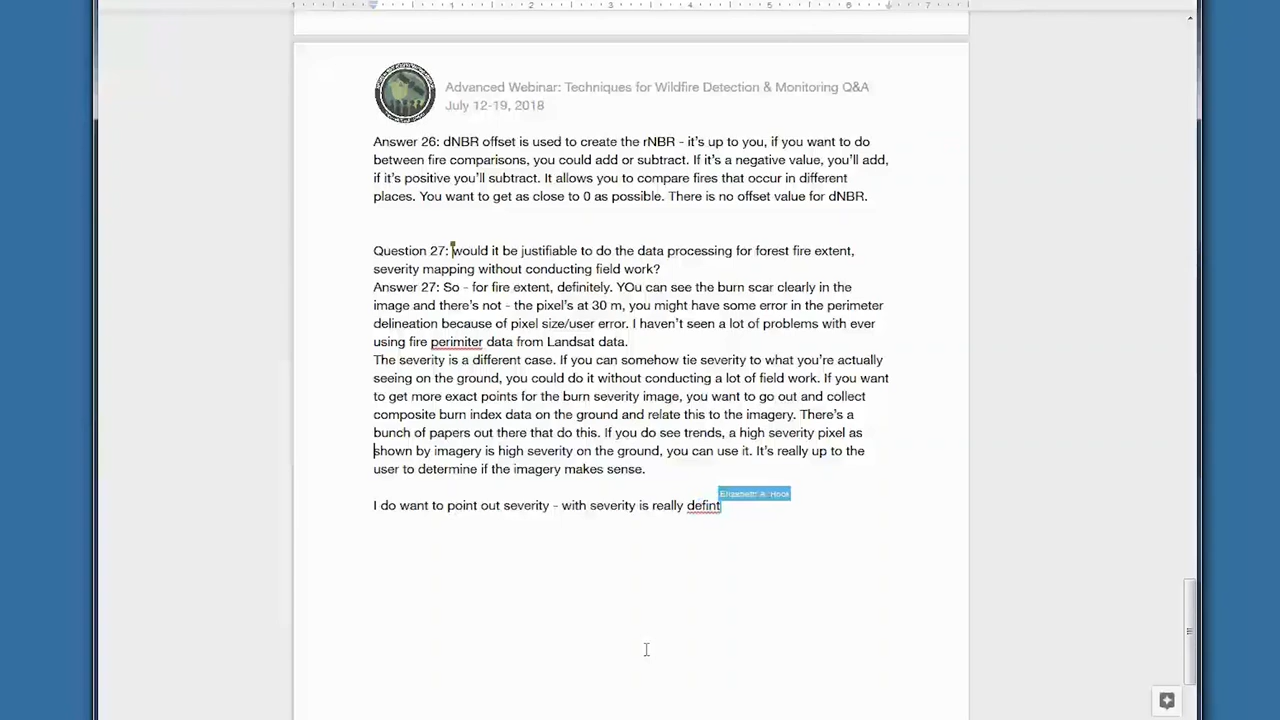 1 2 3 4 5 6 7
Advanced Webinar: Techniques for Wildfire Detection & Monitoring Q&A
July 12-19, 2018
Answer 26: dNBR offset is used to create the rNBR - it's up to you, if you want to do
between fire comparisons, you could add or subtract. If it's a negative value, you'll add,
if it's positive you'll subtract. It allows you to compare fires that occur in different
places. You want to get as close to 0 as possible. There is no offset value for dNBR.
Question 27: would it be justifiable to do the data processing for forest fire extent,
severity mapping without conducting field work?
Answer 27: So - for fire extent, definitely. YOu can see the burn scar clearly in the
image and there's not - the pixel's at 30 m, you might have some error in the perimeter
delineation because of pixel size/user error. I haven't seen a lot of problems with ever
using fire perimiter data from Landsat data.
The severity is a different case. If you can somehow tie severity to what you're actually
seeing on the ground, you could do it without conducting a lot of field work. If you want
to get more exact points for the burn severity image, you want to go out and collect
composite burn index data on the ground and relate this to the imagery. There's a
bunch of papers out there that do this. If you do see trends, a high severity pixel as
shown by imagery is high severity on the ground, you can use it. It's really up to the
user to determine if the imagery makes sense.
Elizabeth A. Hook
I do want to point out severity - with severity is really defint